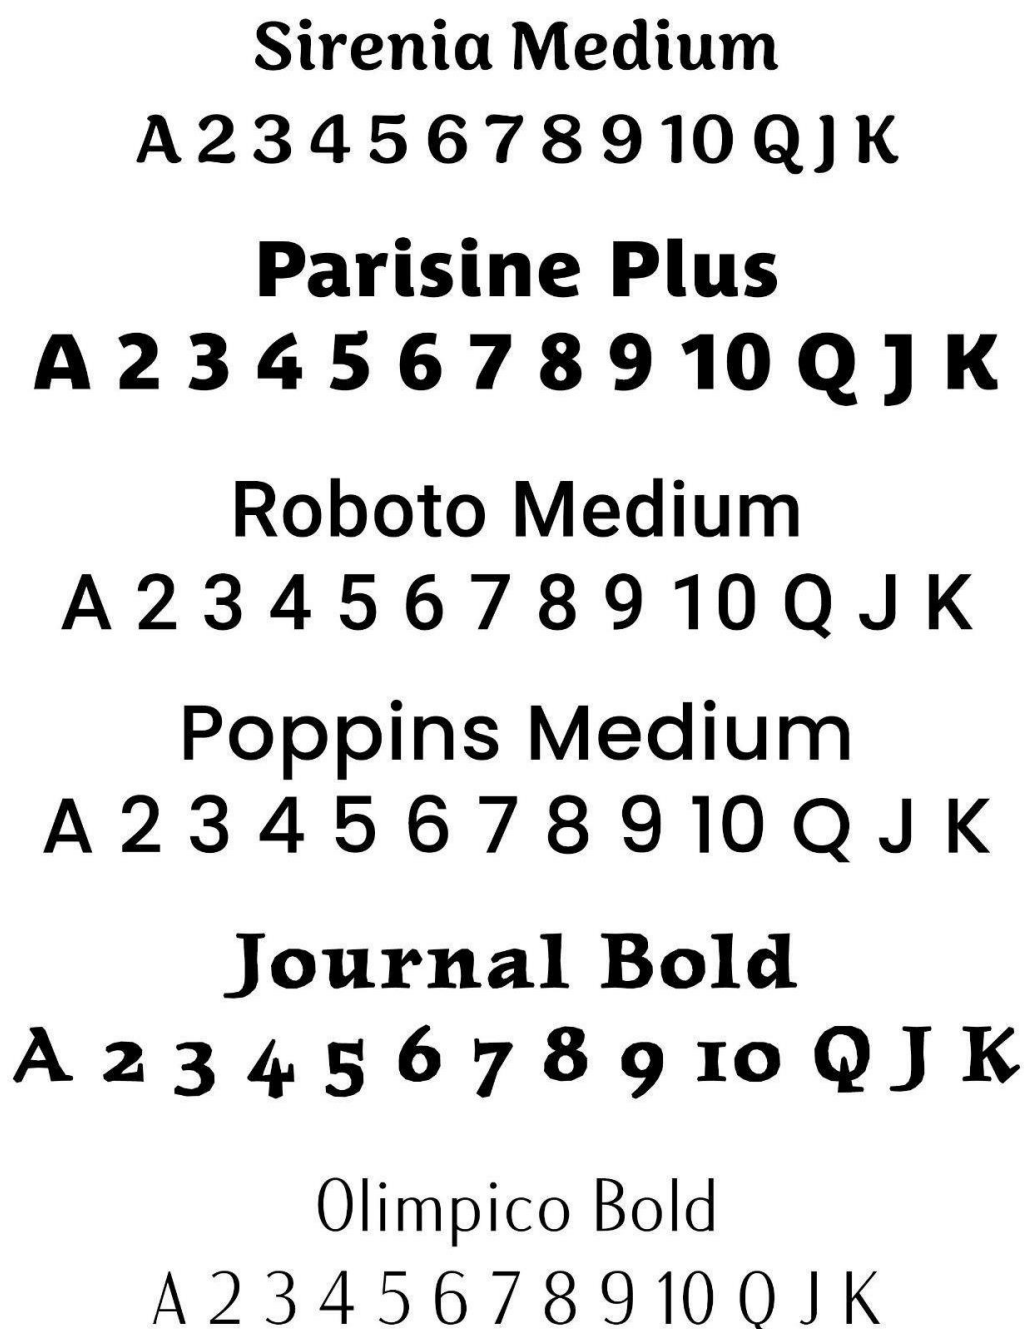 Sirenia Medium
A 2 3 4 5 6 7 8 9 10 Q J K
Parisine Plus
A 2 3 4 5 6 7 8 9 10 Q J K
Roboto Medium
A 2 3 4 5 6 7 8 9 10 Q J K
Poppins Medium
A 2 3 4 5 6 7 8 9 10 Q J K
Journal Bold
A 2 3 4 5 6 7 8 9 10 Q J K
Olimpico Bold
A 2 3 4 5 6 7 8 9 10 Q J K